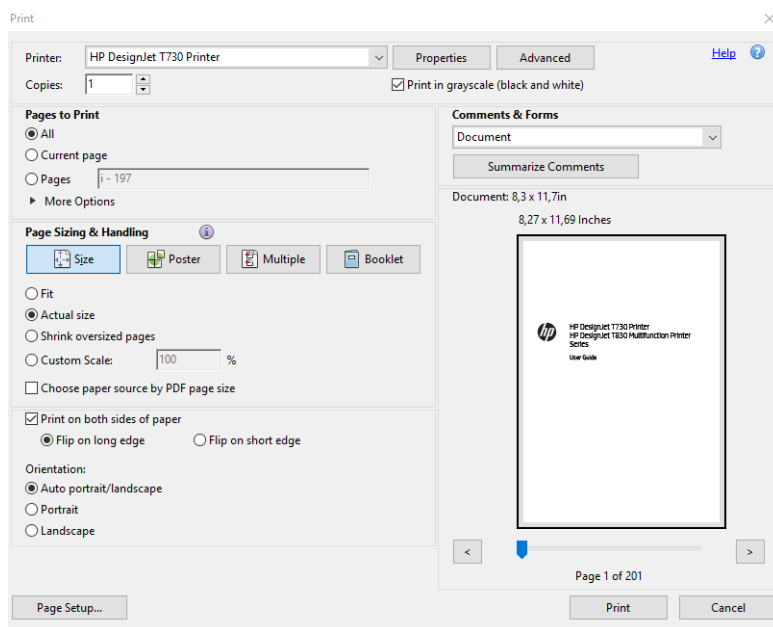 Print
Printer: HP DesignJet T730 Printer Properties Advanced Help ?
Copies: 1 Print in grayscale (black and white)
Pages to Print
All
Current page
Pages i - 197
More Options
Page Sizing & Handling i
Size Poster Multiple Booklet
Fit
Actual size
Shrink oversized pages
Custom Scale: 100 %
Choose paper source by PDF page size
Print on both sides of paper
Flip on long edge Flip on short edge
Orientation:
Auto portrait/landscape
Portrait
Landscape
Comments & Forms
Document
Summarize Comments
Document: 8,3 x 11,7in
8,27 x 11,69 Inches
hp
HP DesignJet T730 Printer
HP DesignJet T830 Multifunction Printer
Series
User Guide
< >
Page 1 of 201
Page Setup... Print Cancel